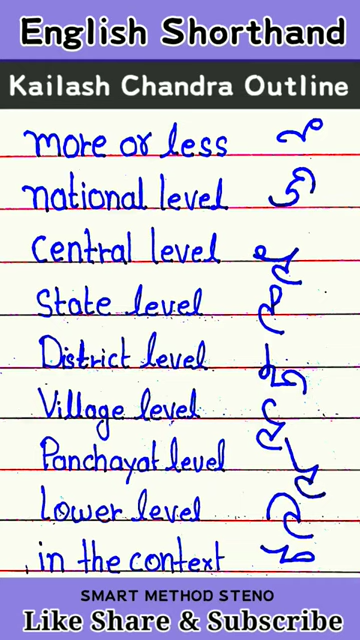 English Shorthand
Kailash Chandra Outline
more or less
national level
Central level
State level
District level
Village level
Panchayat level
Lower level
in the context
SMART METHOD STENO
Like Share & Subscribe